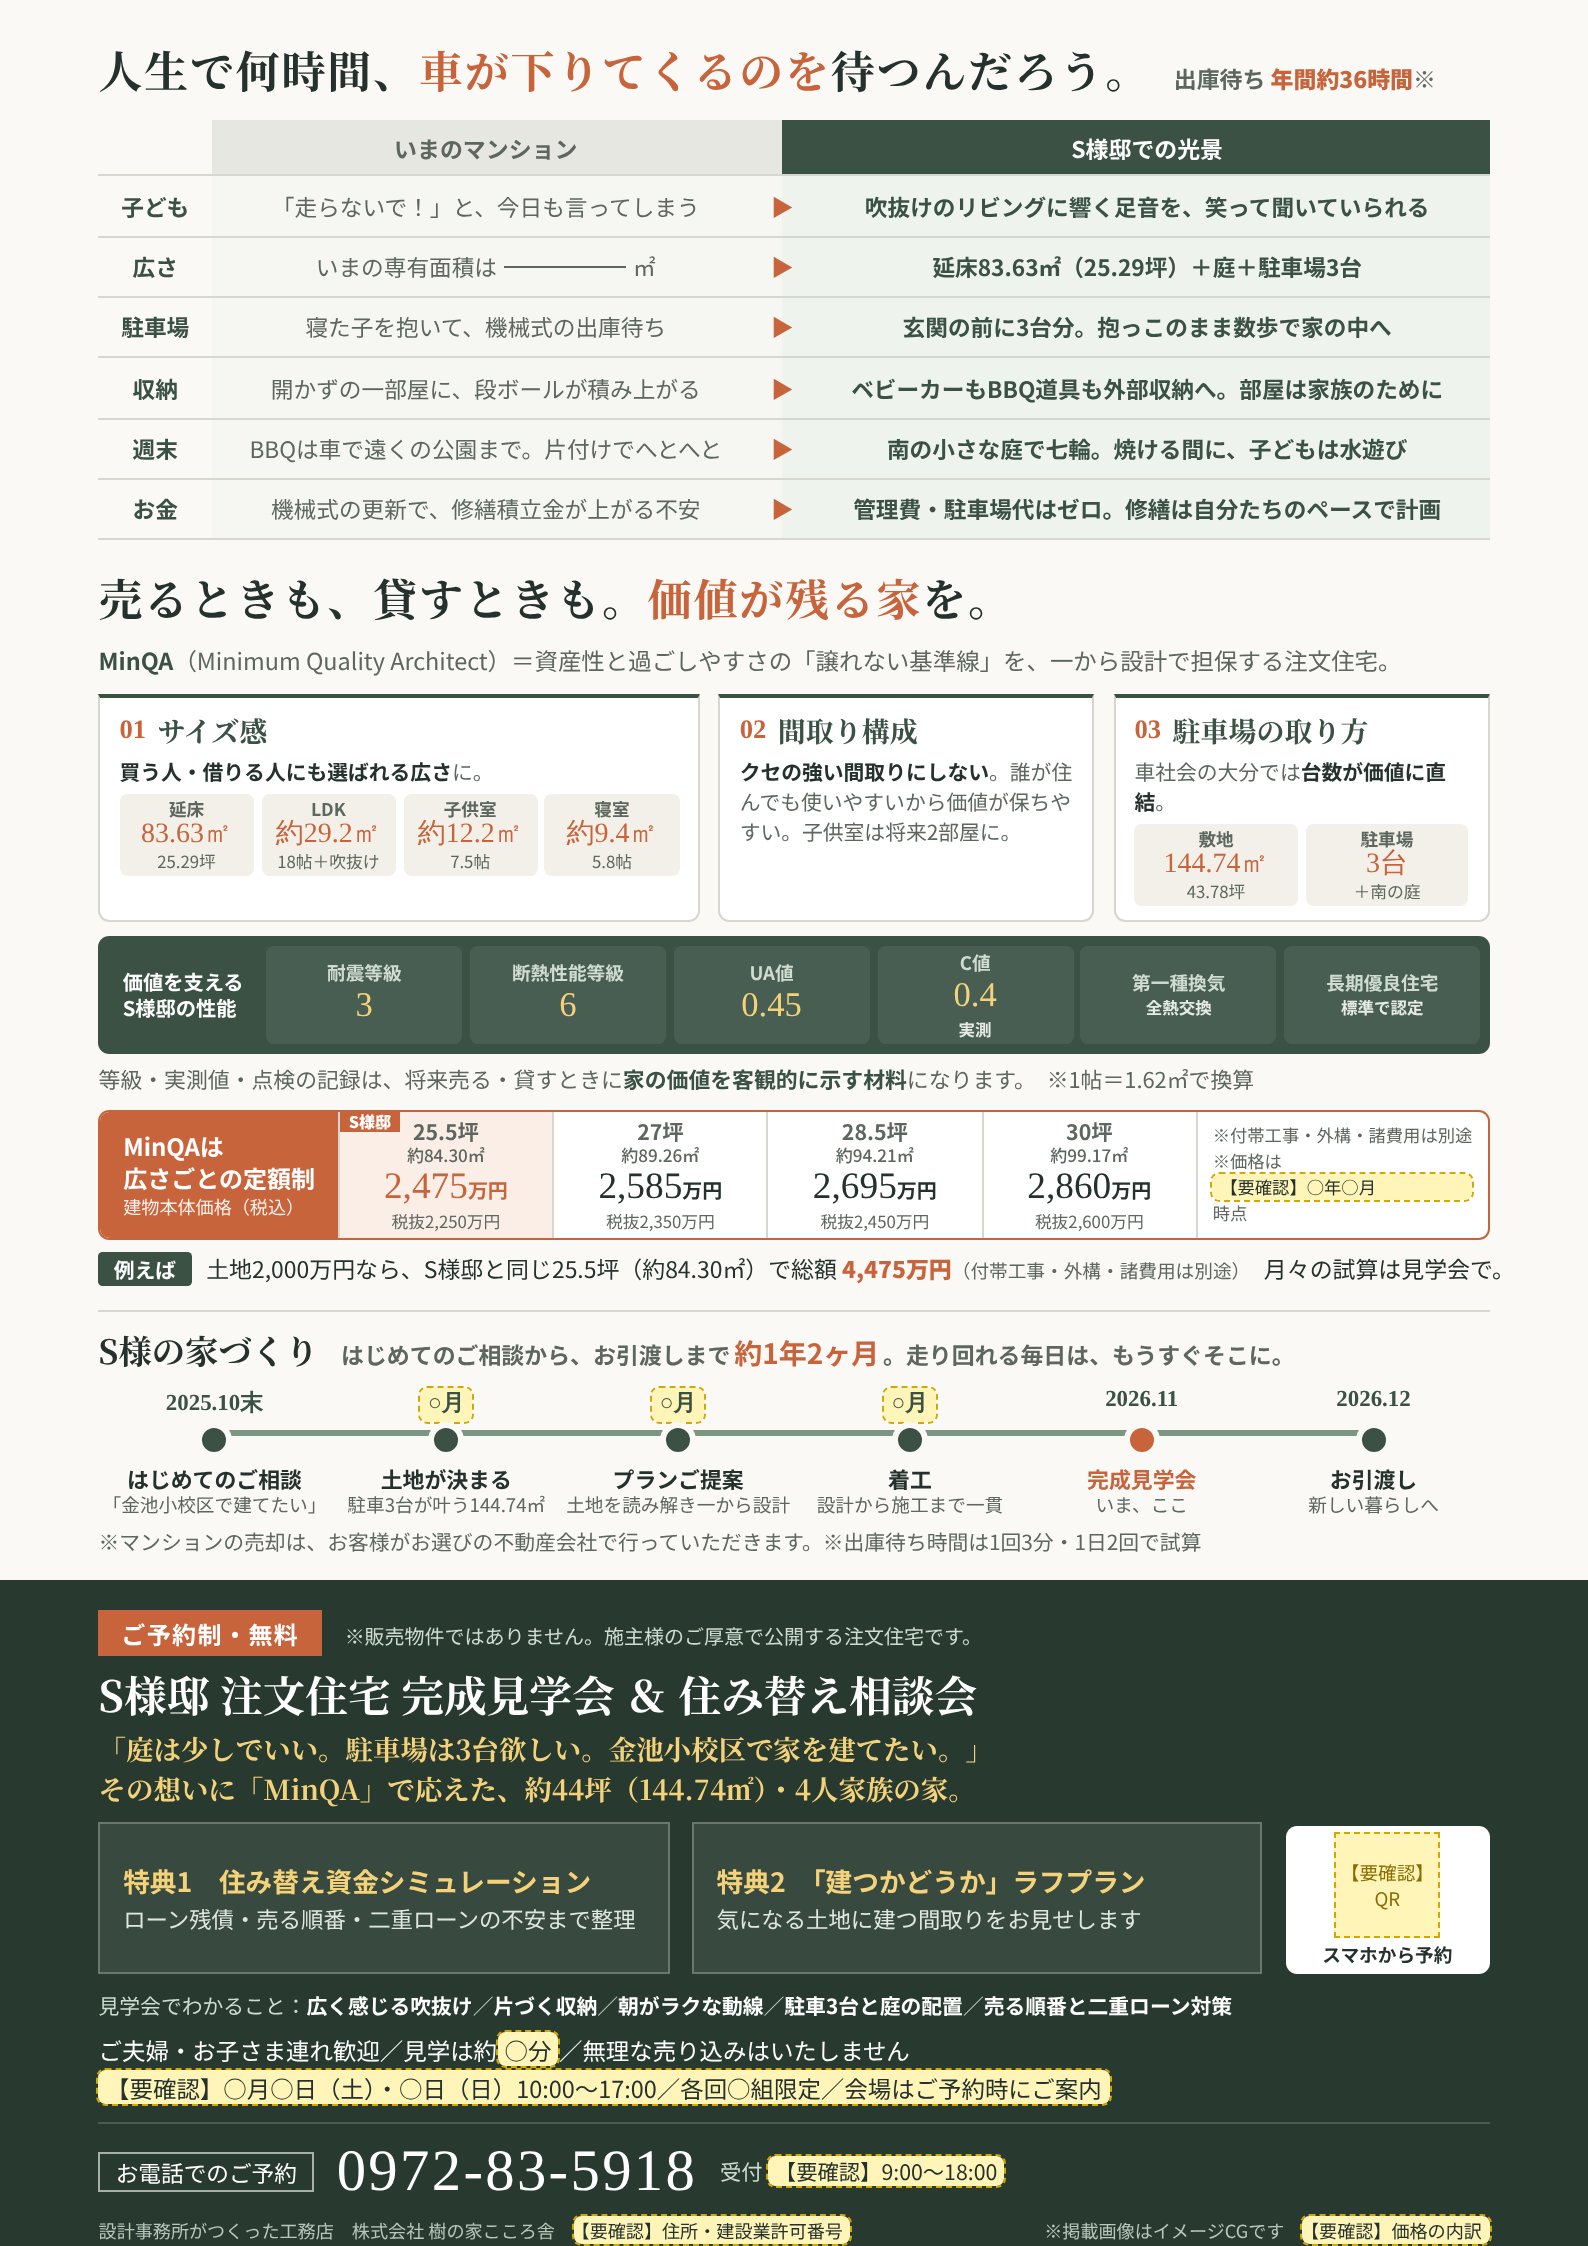 人生で何時間、車が下りてくるのを待つんだろう。 出庫待ち 年間約36時間※
いまのマンション S様邸での光景
子ども 「走らないで！」と、今日も言ってしまう ▶ 吹抜けのリビングに響く足音を、笑って聞いていられる
広さ いまの専有面積は ㎡ ▶ 延床83.63㎡（25.29坪）＋庭＋駐車場3台
駐車場 寝た子を抱いて、機械式の出庫待ち ▶ 玄関の前に3台分。抱っこのまま数歩で家の中へ
収納 開かずの一部屋に、段ボールが積み上がる ▶ ベビーカーもBBQ道具も外部収納へ。部屋は家族のために
週末 BBQは車で遠くの公園まで。片付けでへとへと ▶ 南の小さな庭で七輪。焼ける間に、子どもは水遊び
お金 機械式の更新で、修繕積立金が上がる不安 ▶ 管理費・駐車場代はゼロ。修繕は自分たちのペースで計画
売るときも、貸すときも。価値が残る家を。
MinQA（Minimum Quality Architect）＝資産性と過ごしやすさの「譲れない基準線」を、一から設計で担保する注文住宅。
01 サイズ感
買う人・借りる人にも選ばれる広さに。
延床 LDK 子供室 寝室
83.63㎡ 約29.2㎡ 約12.2㎡ 約9.4㎡
25.29坪 18帖＋吹抜け 7.5帖 5.8帖
02 間取り構成
クセの強い間取りにしない。誰が住
んでも使いやすいから価値が保ちや
すい。子供室は将来2部屋に。
03 駐車場の取り方
車社会の大分では台数が価値に直
結。
敷地 駐車場
144.74㎡ 3台
43.78坪 ＋南の庭
価値を支える
S様邸の性能
耐震等級
3
断熱性能等級
6
UA値
0.45
C値
0.4
実測
第一種換気
全熱交換
長期優良住宅
標準で認定
等級・実測値・点検の記録は、将来売る・貸すときに家の価値を客観的に示す材料になります。 ※1帖＝1.62㎡で換算
MinQAは
広さごとの定額制
建物本体価格（税込）
S様邸
25.5坪
約84.30㎡
2,475万円
税抜2,250万円
27坪
約89.26㎡
2,585万円
税抜2,350万円
28.5坪
約94.21㎡
2,695万円
税抜2,450万円
30坪
約99.17㎡
2,860万円
税抜2,600万円
※付帯工事・外構・諸費用は別途
※価格は
【要確認】○年○月
時点
例えば 土地2,000万円なら、S様邸と同じ25.5坪（約84.30㎡）で総額 4,475万円（付帯工事・外構・諸費用は別途） 月々の試算は見学会で。
S様の家づくり はじめてのご相談から、お引渡しまで 約1年2ヶ月。走り回れる毎日は、もうすぐそこに。
2025.10末 ○月 ○月 ○月 2026.11 2026.12
はじめてのご相談 土地が決まる プランご提案 着工 完成見学会 お引渡し
「金池小校区で建てたい」 駐車3台が叶う144.74㎡ 土地を読み解き一から設計 設計から施工まで一貫 いま、ここ 新しい暮らしへ
※マンションの売却は、お客様がお選びの不動産会社で行っていただきます。※出庫待ち時間は1回3分・1日2回で試算
ご予約制・無料 ※販売物件ではありません。施主様のご厚意で公開する注文住宅です。
S様邸 注文住宅 完成見学会 & 住み替え相談会
「庭は少しでいい。駐車場は3台欲しい。金池小校区で家を建てたい。」
その想いに「MinQA」で応えた、約44坪（144.74㎡）・4人家族の家。
特典1 住み替え資金シミュレーション
ローン残債・売る順番・二重ローンの不安まで整理
特典2 「建つかどうか」ラフプラン
気になる土地に建つ間取りをお見せします
【要確認】
QR
スマホから予約
見学会でわかること：広く感じる吹抜け／片づく収納／朝がラクな動線／駐車3台と庭の配置／売る順番と二重ローン対策
ご夫婦・お子さま連れ歓迎／見学は約○分／無理な売り込みはいたしません
【要確認】○月○日（土）・○日（日）10:00〜17:00／各回○組限定／会場はご予約時にご案内
お電話でのご予約 0972-83-5918 受付【要確認】9:00〜18:00
設計事務所がつくった工務店 株式会社 樹の家こころ舎 【要確認】住所・建設業許可番号 ※掲載画像はイメージCGです 【要確認】価格の内訳